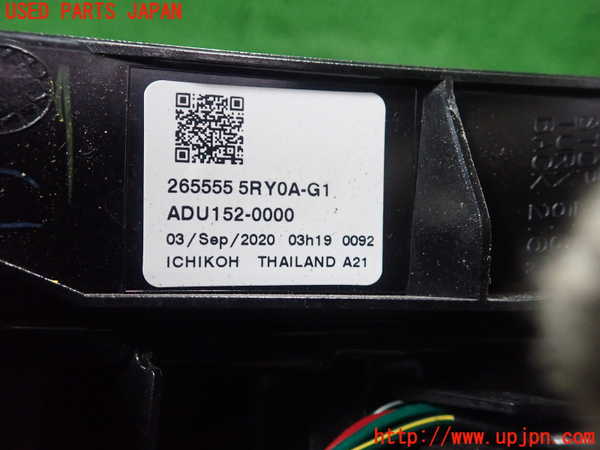 USED PARTS JAPAN
265555 5RY0A-G1
ADU152-0000
03/Sep/2020 03h19 0092
ICHIKOH THAILAND A21
http://www.upjpn.com/